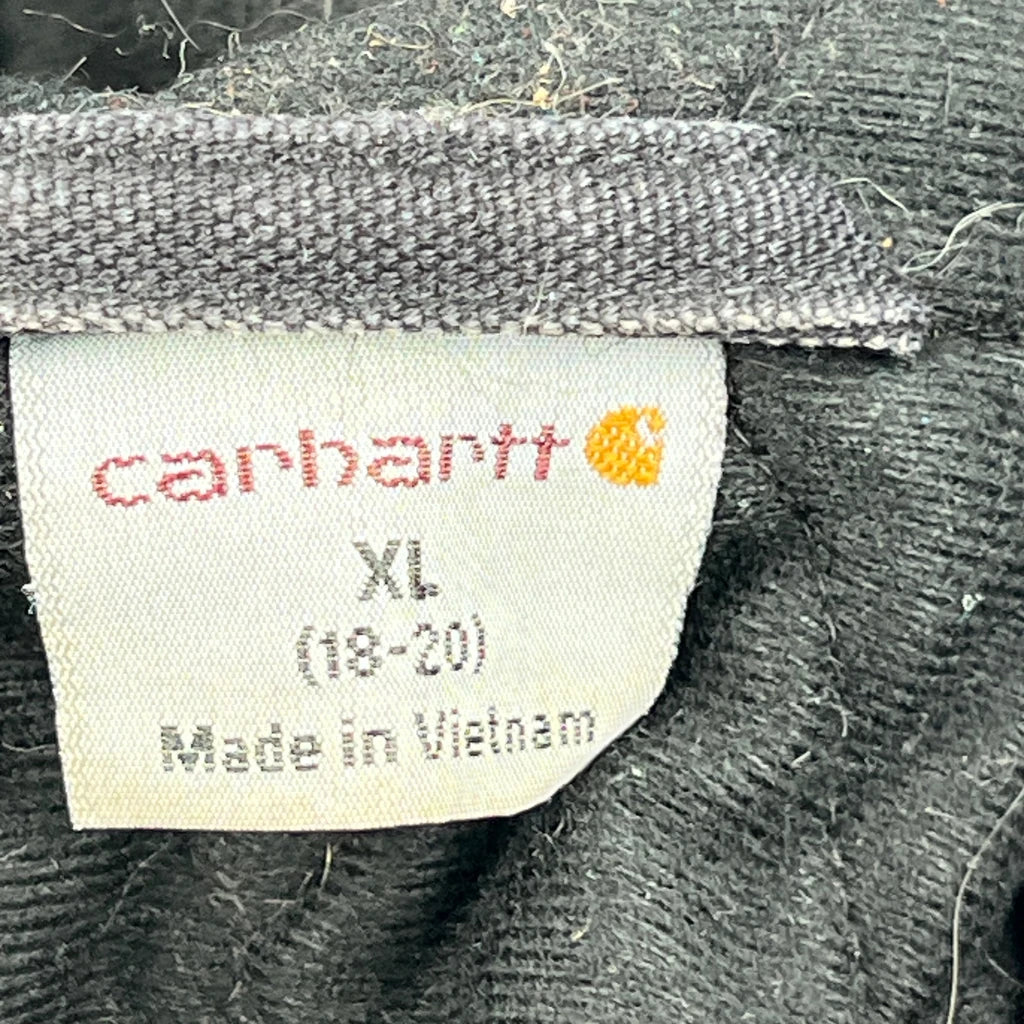 carhartt
XL
(18-20)
Made in Vietnam